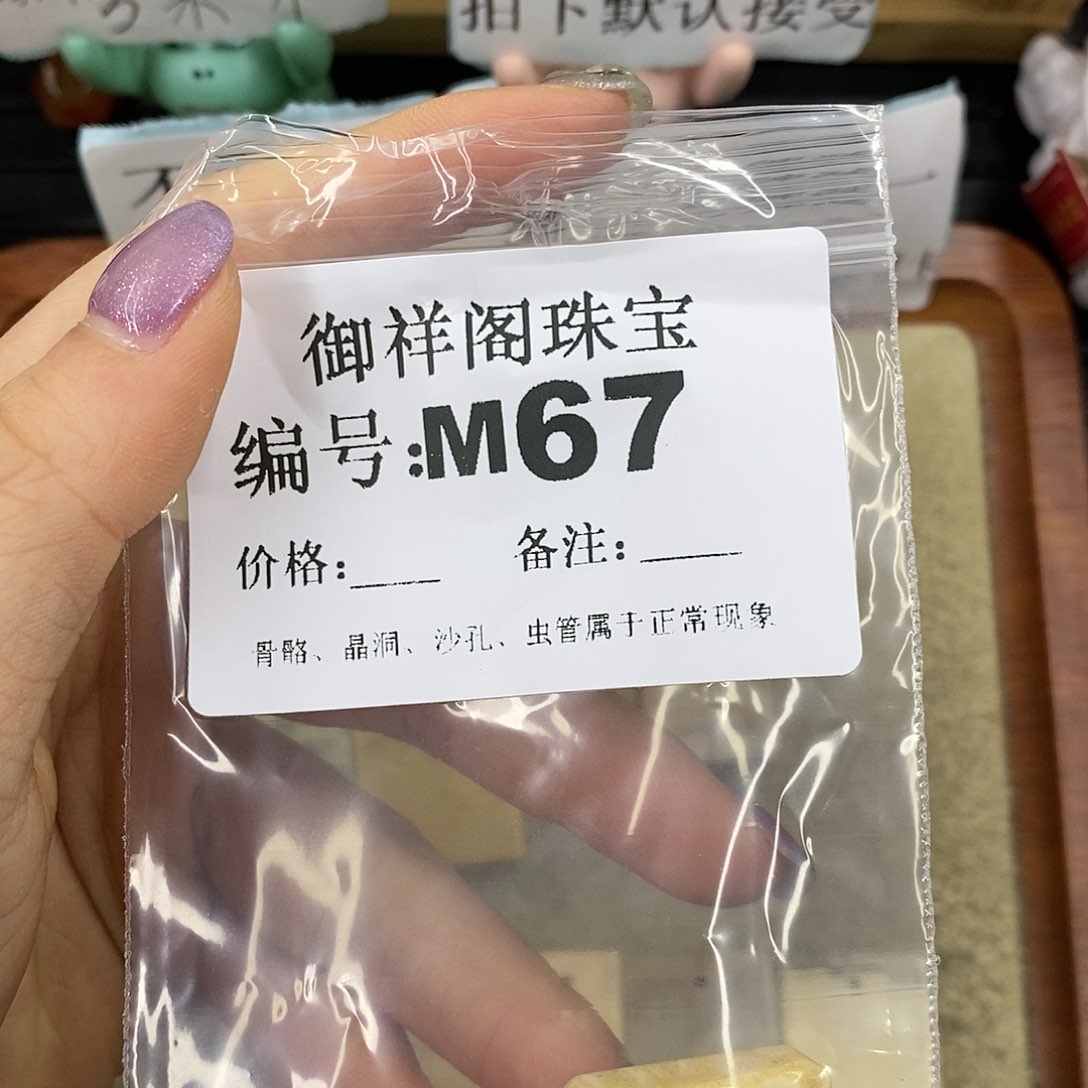 拍下默认接受
御祥阁珠宝
编号:M67
价格:____ 备注:____
骨骼、晶洞、沙孔、虫管属于正常现象